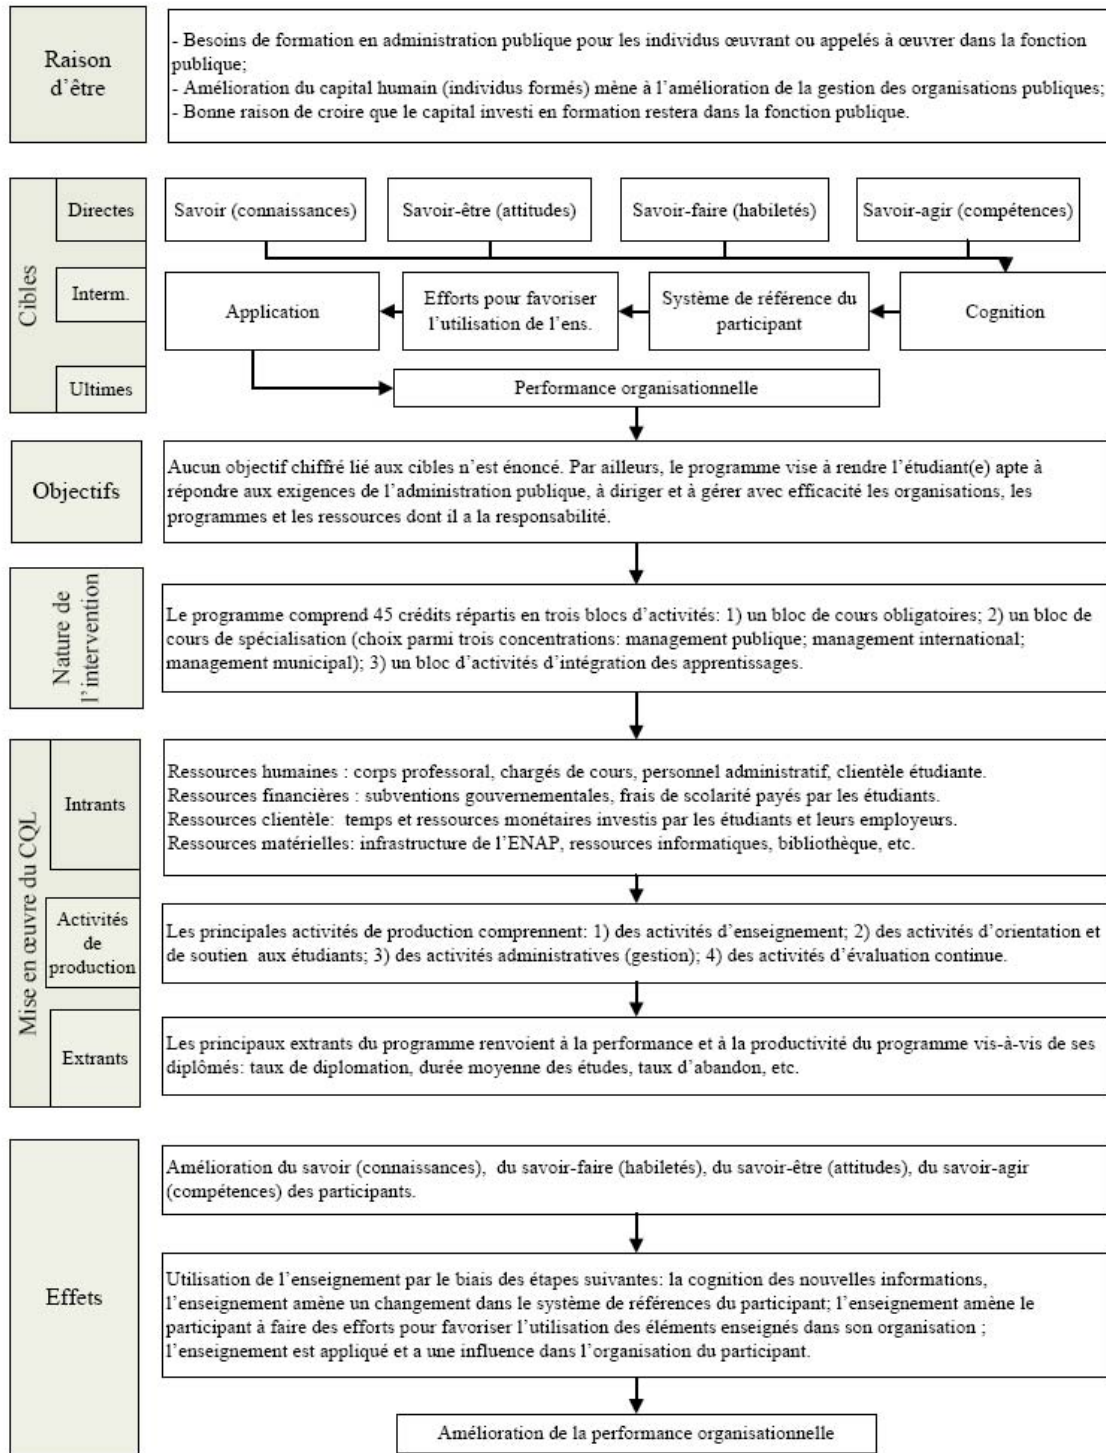 Raison
d’être
- Besoins de formation en administration publique pour les individus œuvrant ou appelés à œuvrer dans la fonction
publique;
- Amélioration du capital humain (individus formés) mène à l’amélioration de la gestion des organisations publiques;
- Bonne raison de croire que le capital investi en formation restera dans la fonction publique.
Cibles
Directes
Savoir (connaissances)
Savoir-être (attitudes)
Savoir-faire (habiletés)
Savoir-agir (compétences)
Interm.
Application
Efforts pour favoriser
l’utilisation de l’ens.
Système de référence du
participant
Cognition
Ultimes
Performance organisationnelle
Objectifs
Aucun objectif chiffré lié aux cibles n’est énoncé. Par ailleurs, le programme vise à rendre l’étudiant(e) apte à
répondre aux exigences de l’administration publique, à diriger et à gérer avec efficacité les organisations, les
programmes et les ressources dont il a la responsabilité.
Nature de
l’intervention
Le programme comprend 45 crédits répartis en trois blocs d’activités: 1) un bloc de cours obligatoires; 2) un bloc de
cours de spécialisation (choix parmi trois concentrations: management publique; management international;
management municipal); 3) un bloc d’activités d’intégration des apprentissages.
Mise en œuvre du CQL
Intrants
Ressources humaines : corps professoral, chargés de cours, personnel administratif, clientèle étudiante.
Ressources financières : subventions gouvernementales, frais de scolarité payés par les étudiants.
Ressources clientèle: temps et ressources monétaires investis par les étudiants et leurs employeurs.
Ressources matérielles: infrastructure de l’ENAP, ressources informatiques, bibliothèque, etc.
Activités
de
production
Les principales activités de production comprennent: 1) des activités d’enseignement; 2) des activités d’orientation et
de soutien aux étudiants; 3) des activités administratives (gestion); 4) des activités d’évaluation continue.
Extrants
Les principaux extrants du programme renvoient à la performance et à la productivité du programme vis-à-vis de ses
diplômés: taux de diplomation, durée moyenne des études, taux d’abandon, etc.
Effets
Amélioration du savoir (connaissances), du savoir-faire (habiletés), du savoir-être (attitudes), du savoir-agir
(compétences) des participants.
Utilisation de l’enseignement par le biais des étapes suivantes: la cognition des nouvelles informations,
l’enseignement amène un changement dans le système de références du participant; l’enseignement amène le
participant à faire des efforts pour favoriser l’utilisation des éléments enseignés dans son organisation ;
l’enseignement est appliqué et a une influence dans l’organisation du participant.
Amélioration de la performance organisationnelle